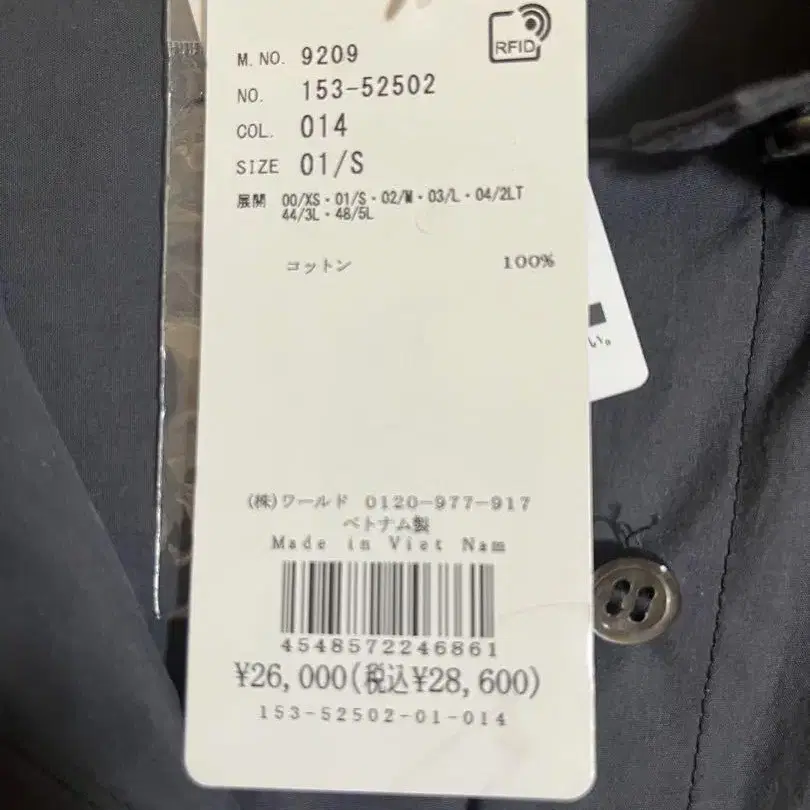 RFID
M.NO. 9209
NO. 153-52502
COL. 014
SIZE 01/S
展開 00/XS・01/S・02/M・03/L・04/2LT
44/3L・48/5L
コットン 100%
い。
(株)ワールド 0120-977-917
ベトナム製
Made in Viet Nam
4548572246861
¥26,000(税込¥28,600)
153-52502-01-014